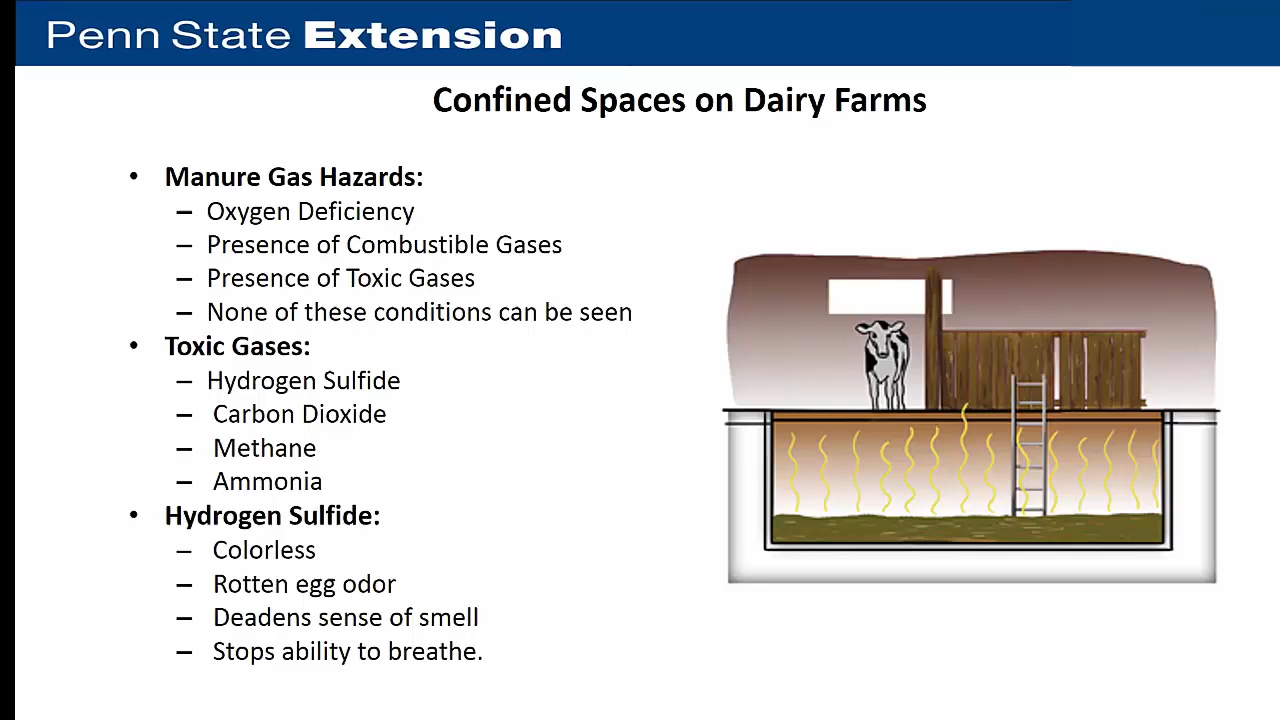 Penn State Extension
Confined Spaces on Dairy Farms
• Manure Gas Hazards:
– Oxygen Deficiency
– Presence of Combustible Gases
– Presence of Toxic Gases
– None of these conditions can be seen
• Toxic Gases:
– Hydrogen Sulfide
– Carbon Dioxide
– Methane
– Ammonia
• Hydrogen Sulfide:
– Colorless
– Rotten egg odor
– Deadens sense of smell
– Stops ability to breathe.